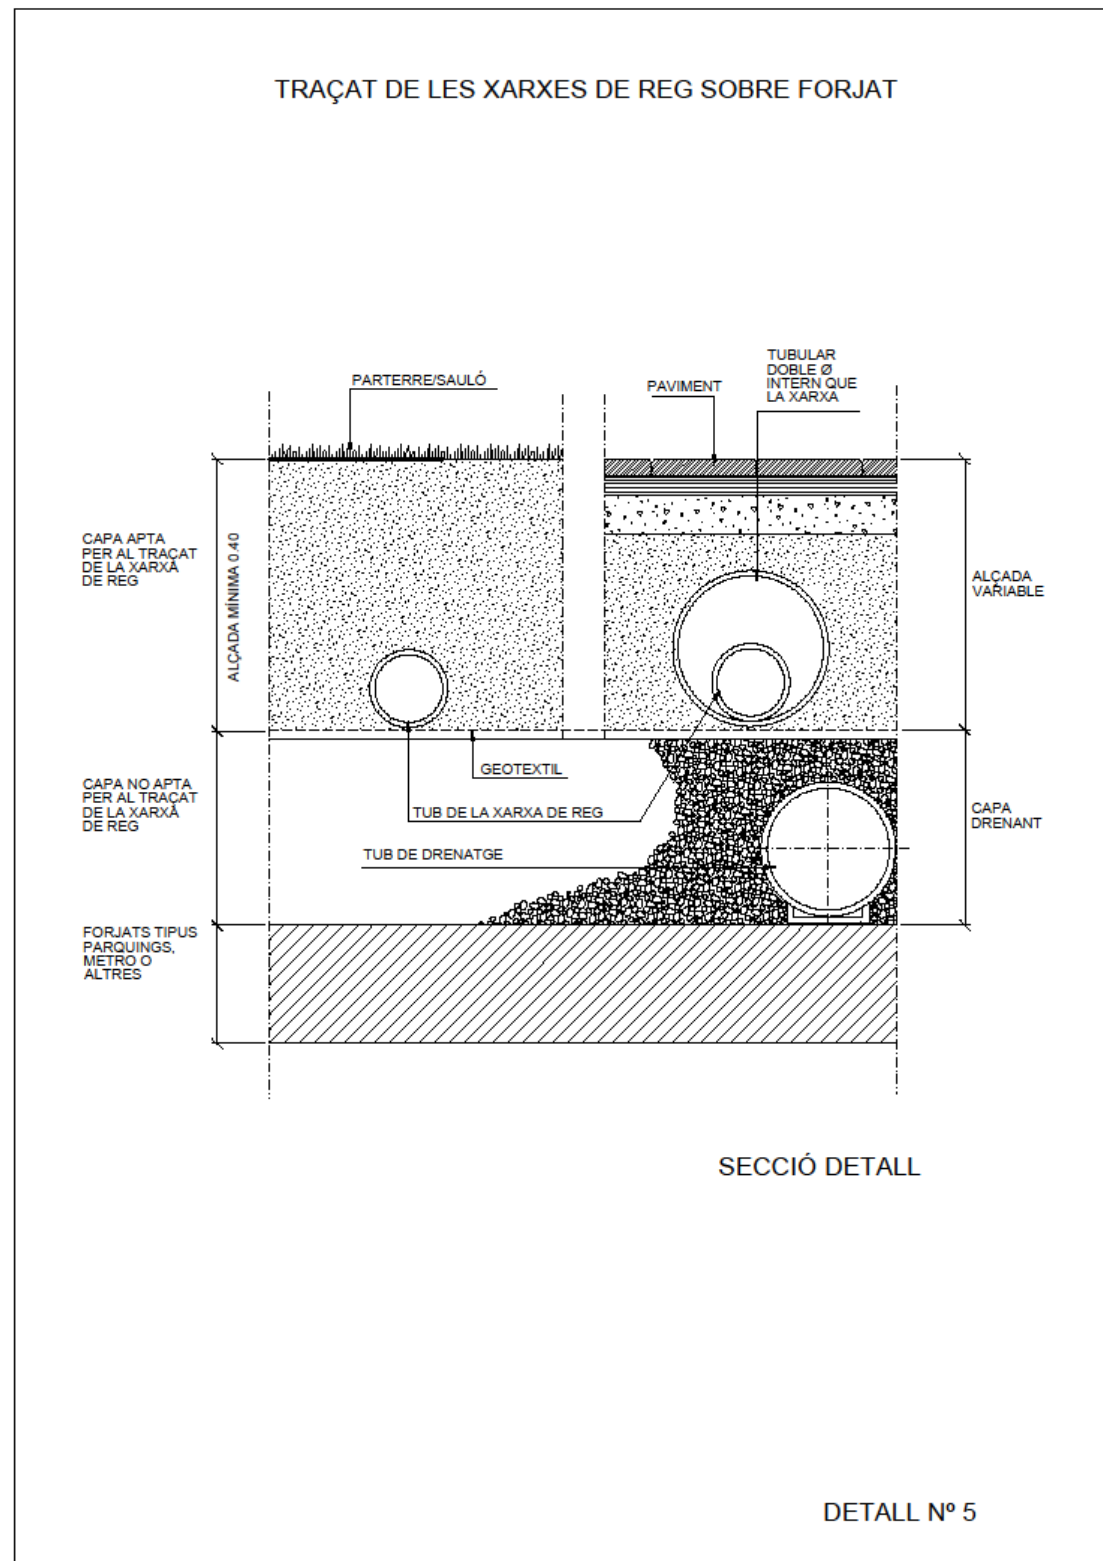 TRAÇAT DE LES XARXES DE REG SOBRE FORJAT
PARTERRE/SAULÓ
PAVIMENT
TUBULAR
DOBLE Ø
INTERN QUE
LA XARXA
CAPA APTA
PER AL TRAÇAT
DE LA XARXA
DE REG
ALÇADA MÍNIMA 0.40
ALÇADA
VARIABLE
GEOTEXTIL
CAPA NO APTA
PER AL TRAÇAT
DE LA XARXA
DE REG
TUB DE LA XARXA DE REG
CAPA
DRENANT
TUB DE DRENATGE
FORJATS TIPUS
PARQUINGS,
METRO O
ALTRES
SECCIÓ DETALL
DETALL Nº 5